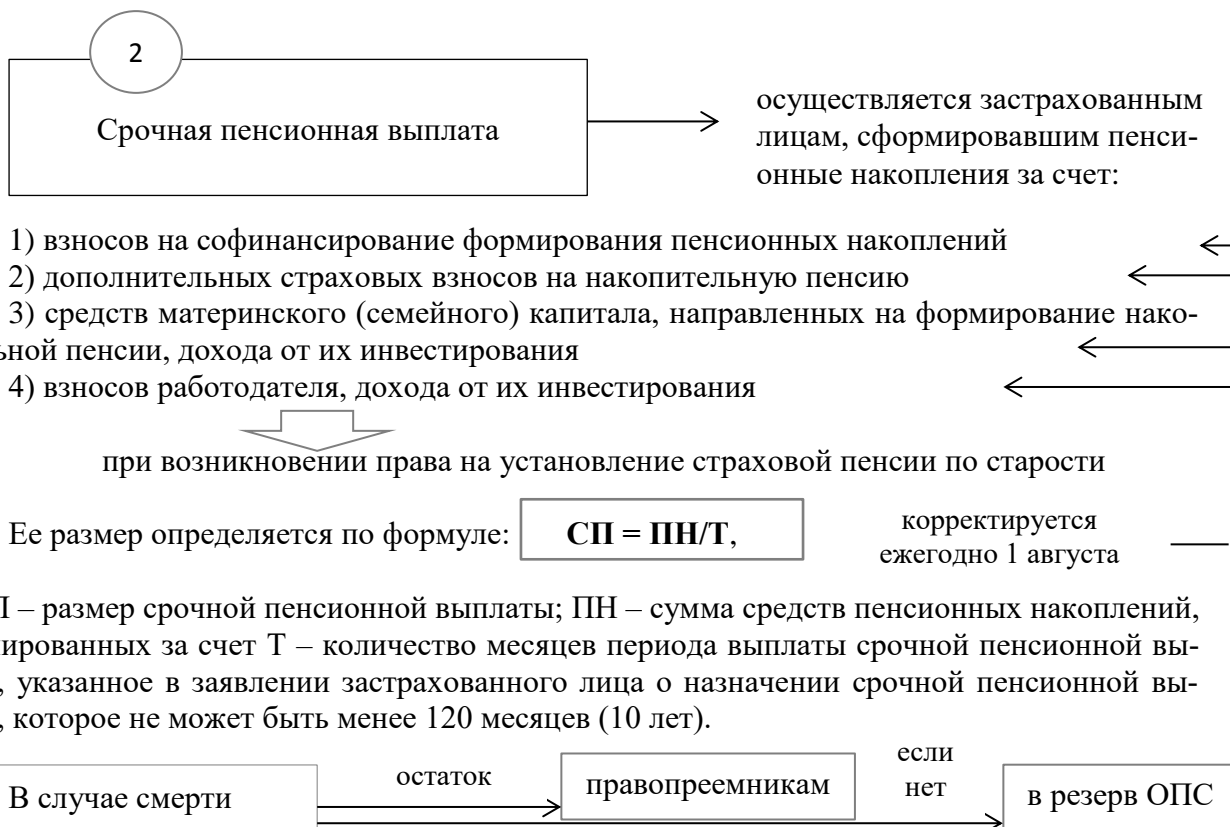 2
Срочная пенсионная выплата
осуществляется застрахованным
лицам, сформировавшим пенси-
онные накопления за счет:
1) взносов на софинансирование формирования пенсионных накоплений
2) дополнительных страховых взносов на накопительную пенсию
3) средств материнского (семейного) капитала, направленных на формирование нако-
ьной пенсии, дохода от их инвестирования
4) взносов работодателя, дохода от их инвестирования
при возникновении права на установление страховой пенсии по старости
Ее размер определяется по формуле: СП = ПН/Т,
корректируется
ежегодно 1 августа
П – размер срочной пенсионной выплаты; ПН – сумма средств пенсионных накоплений,
ированных за счет Т – количество месяцев периода выплаты срочной пенсионной вы-
, указанное в заявлении застрахованного лица о назначении срочной пенсионной вы-
, которое не может быть менее 120 месяцев (10 лет).
В случае смерти
остаток
правопреемникам
если
нет
в резерв ОПС